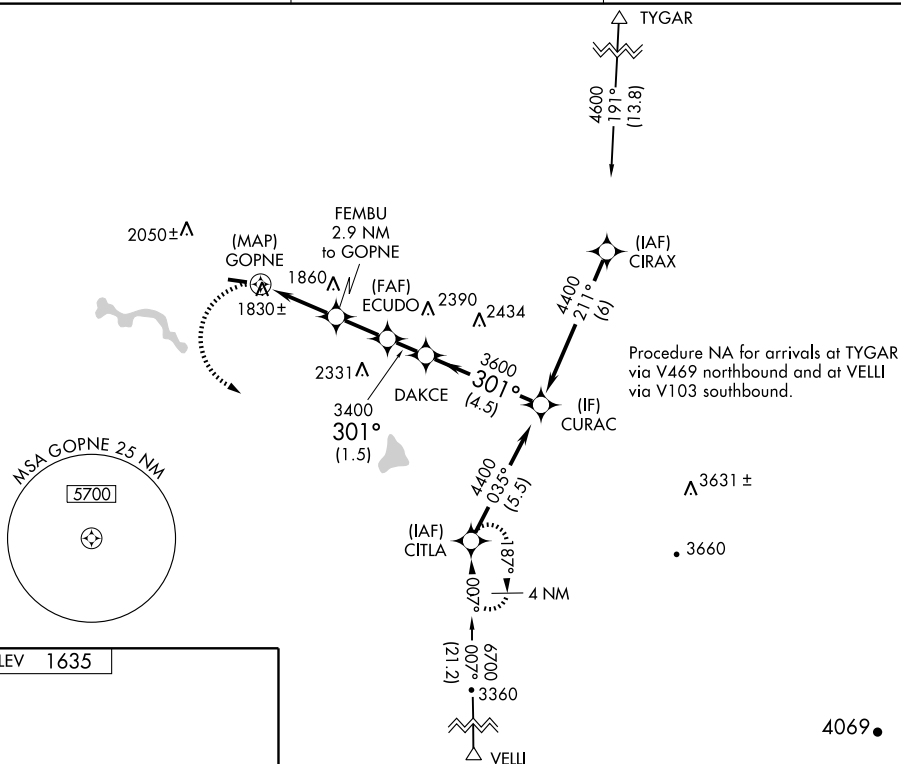 TYGAR
4600
191°
(13.8)
FEMBU
2.9 NM
to GOPNE
2050±
(MAP)
GOPNE
1860
1830±
(FAF)
ECUDO
2390
2434
(IAF)
CIRAX
4400
211°
(6)
Procedure NA for arrivals at TYGAR
via V469 northbound and at VELLI
via V103 southbound.
2331
DAKCE
3600
301°
(4.5)
(IF)
CURAC
3400
301°
(1.5)
MSA GOPNE 25 NM
5700
4400
035°
(5.5)
3631±
(IAF)
CITLA
187°
3660
007°
4 NM
6700
007°
(21.2)
LEV 1635
3360
4069
VELLI